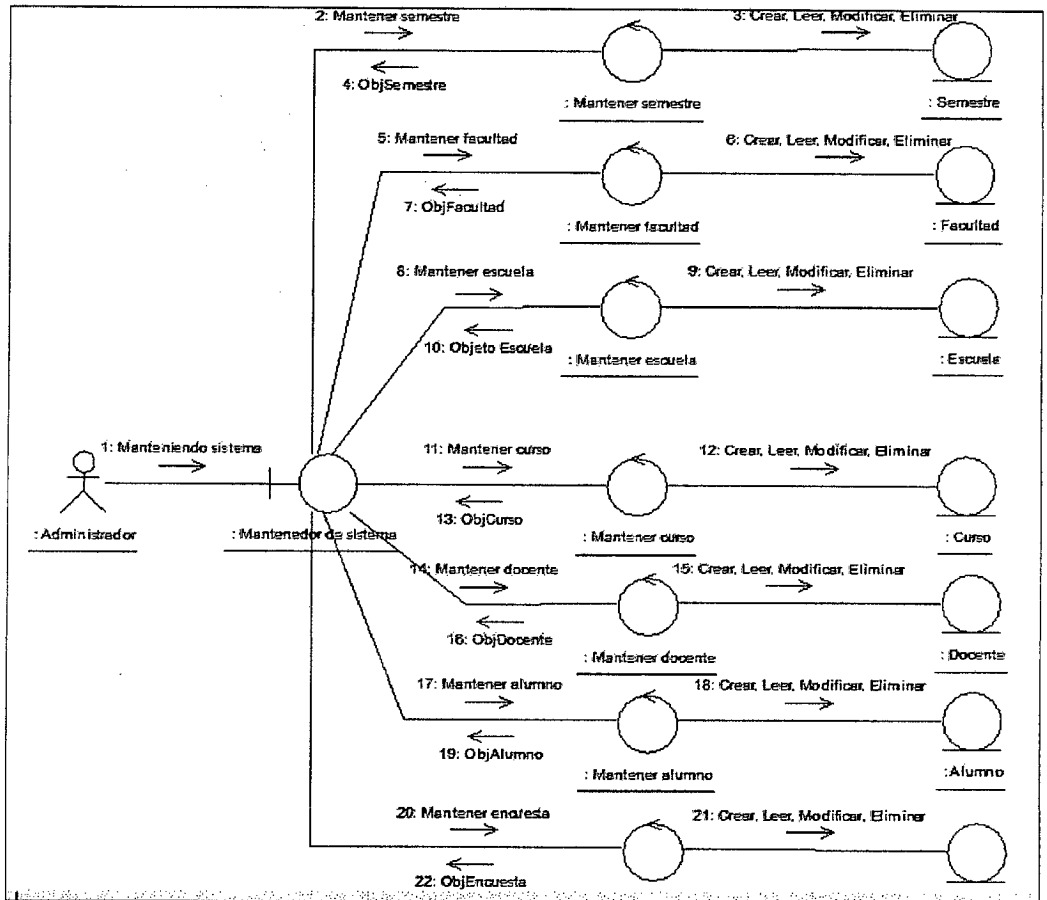 2: Mantener semestre
3: Crear, Leer, Modificar, Eliminar
4: ObjSemestre
: Mantener semestre
: Semestre
5: Mantener facultad
6: Crear, Leer, Modificar, Eliminar
7: ObjFacultad
: Mantener facultad
: Facultad
8: Mantener escuela
9: Crear, Leer, Modificar, Eliminar
10: Objeto Escuela
: Mantener escuela
: Escuela
1: Manteniendo sistema
11: Mantener curso
12: Crear, Leer, Modificar, Eliminar
13: ObjCurso
: Administrador
: Mantenedor de sistema
: Mantener curso
: Curso
14: Mantener docente
15: Crear, Leer, Modificar, Eliminar
16: ObjDocente
: Mantener docente
: Docente
17: Mantener alumno
18: Crear, Leer, Modificar, Eliminar
19: ObjAlumno
: Mantener alumno
:Alumno
20: Mantener encuesta
21: Crear, Leer, Modificar, Eliminar
22: ObjEncuesta